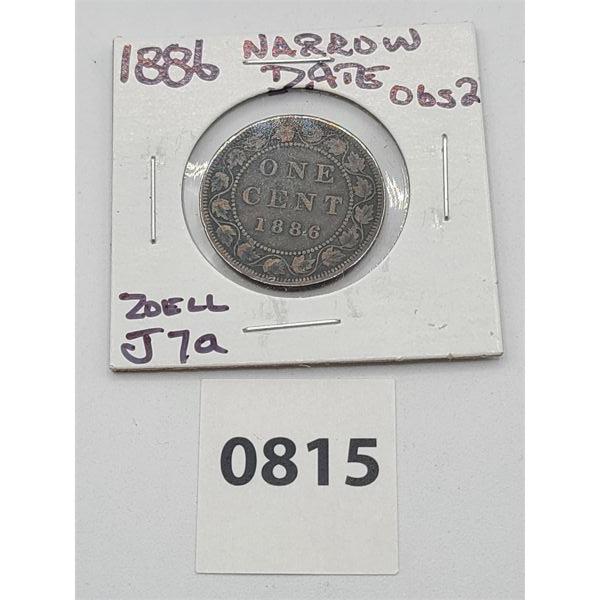 1886 NARROW
DATE Obs2
ONE
CENT
1886
ZOELL
J7a
0815